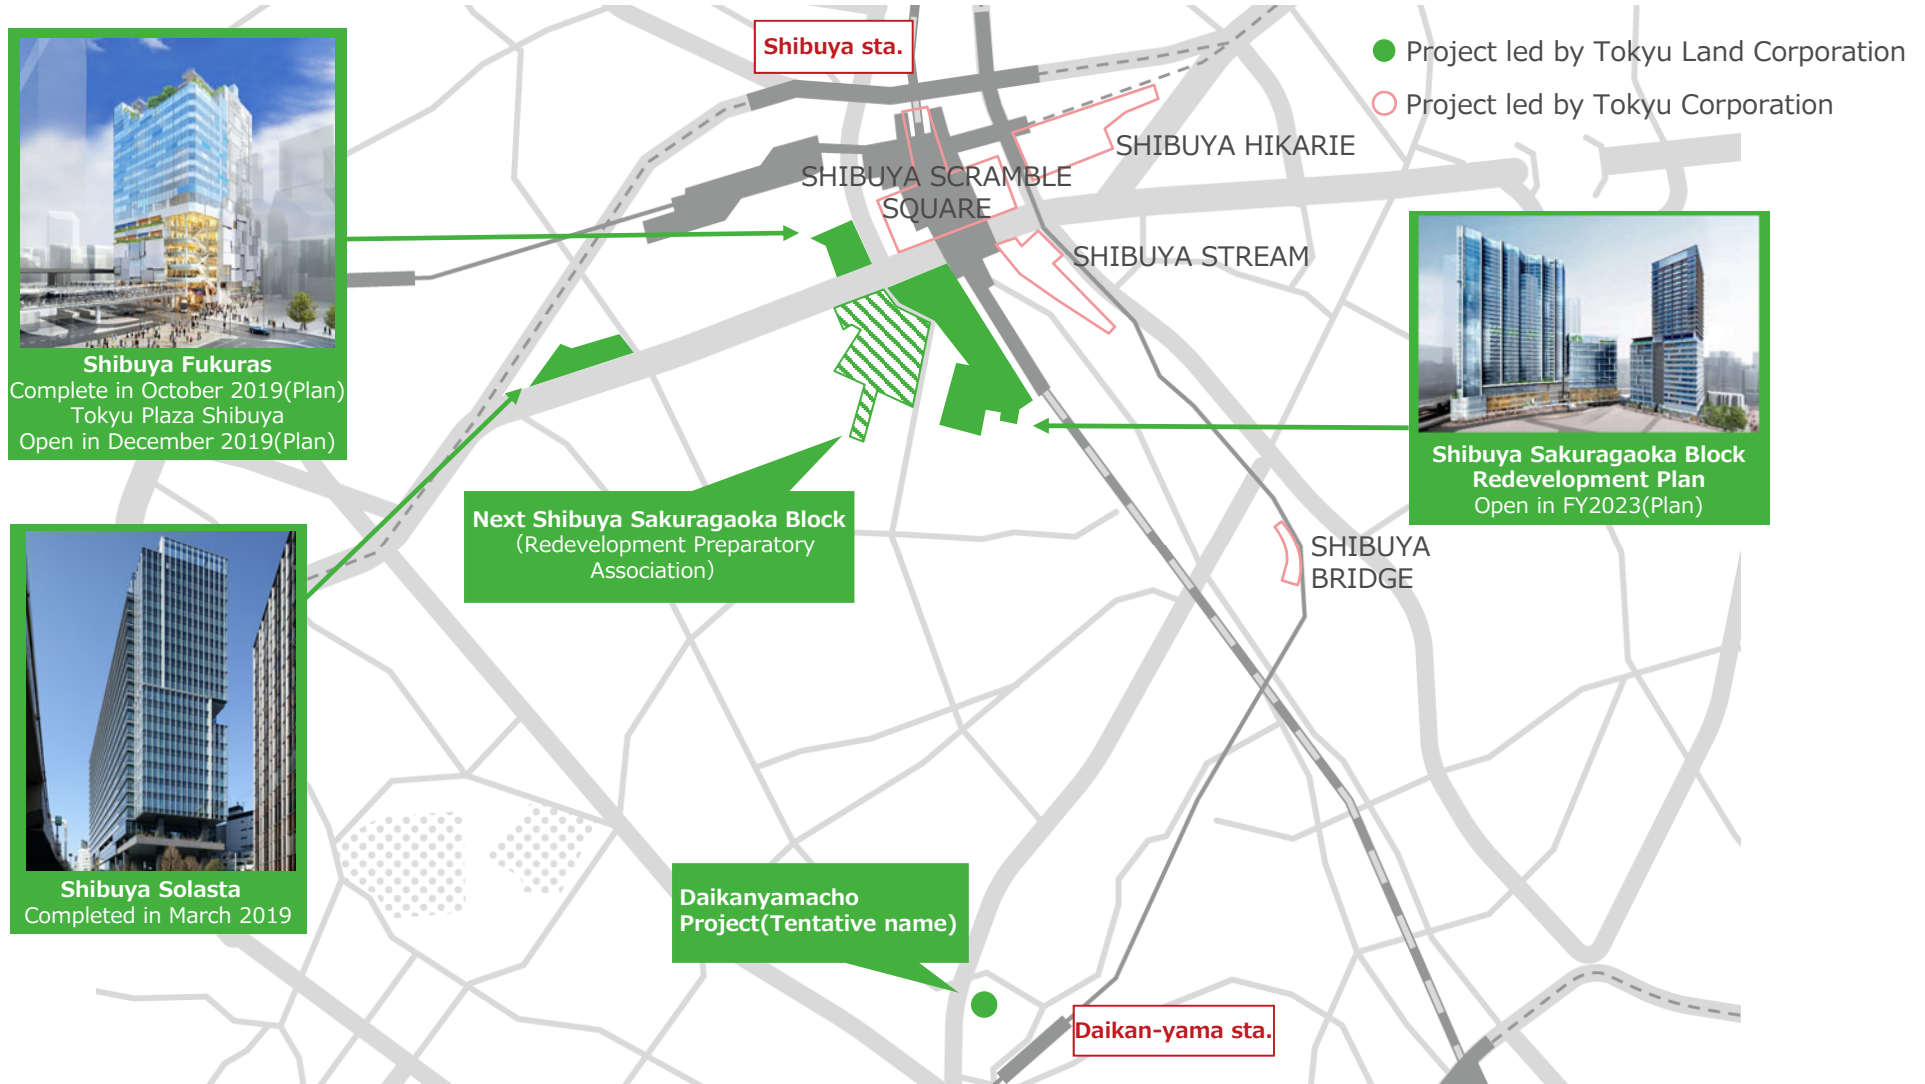 Shibuya sta.
Project led by Tokyu Land Corporation
Project led by Tokyu Corporation
SHIBUYA HIKARIE
SHIBUYA SCRAMBLE
SQUARE
SHIBUYA STREAM
Shibuya Fukuras
Complete in October 2019(Plan)
Tokyu Plaza Shibuya
Open in December 2019(Plan)
Shibuya Sakuragaoka Block
Redevelopment Plan
Open in FY2023(Plan)
Next Shibuya Sakuragaoka Block
(Redevelopment Preparatory
Association)
SHIBUYA
BRIDGE
Shibuya Solasta
Completed in March 2019
Daikanyamacho
Project(Tentative name)
Daikan-yama sta.